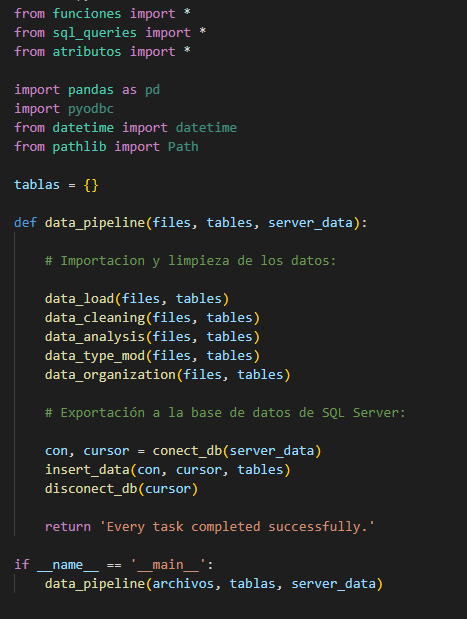 from funciones import *
from sql_queries import *
from atributos import *
import pandas as pd
import pyodbc
from datetime import datetime
from pathlib import Path
tablas = {}
def data_pipeline(files, tables, server_data):
    # Importacion y limpieza de los datos:
    data_load(files, tables)
    data_cleaning(files, tables)
    data_analysis(files, tables)
    data_type_mod(files, tables)
    data_organization(files, tables)
    # Exportación a la base de datos de SQL Server:
    con, cursor = conect_db(server_data)
    insert_data(con, cursor, tables)
    disconect_db(cursor)
    return 'Every task completed successfully.'
if __name__ == '__main__':
    data_pipeline(archivos, tablas, server_data)